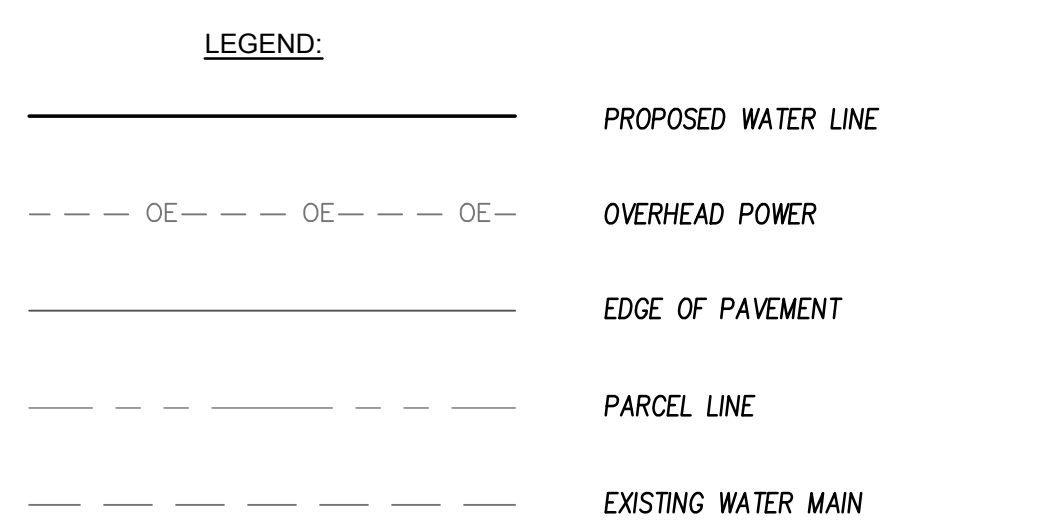 LEGEND:
PROPOSED WATER LINE
OE OE OE OVERHEAD POWER
EDGE OF PAVEMENT
PARCEL LINE
EXISTING WATER MAIN